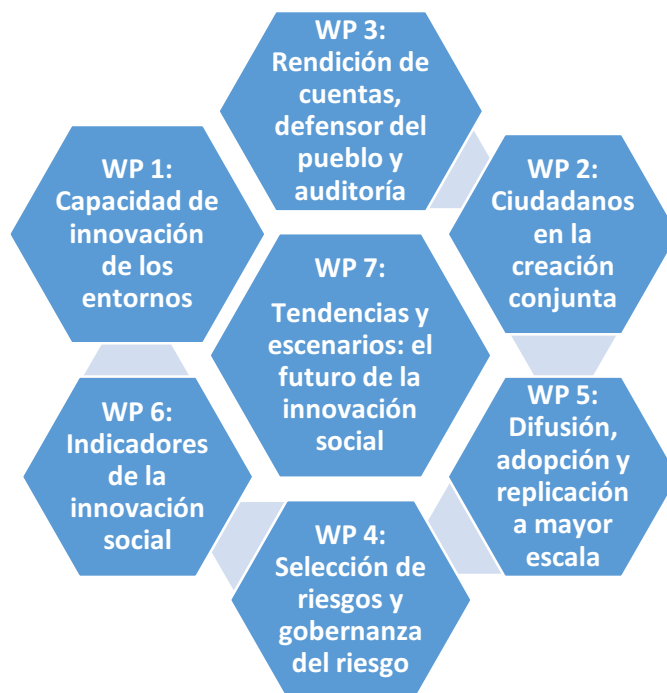 WP 3:
Rendición de
cuentas,
defensor del
pueblo y
auditoría
WP 1:
Capacidad de
innovación
de los
entornos
WP 2:
Ciudadanos
en la
creación
conjunta
WP 7:
Tendencias y
escenarios: el
futuro de la
innovación
social
WP 6:
Indicadores
de la
innovación
social
WP 5:
Difusión,
adopción y
replicación
a mayor
escala
WP 4:
Selección de
riesgos y
gobernanza
del riesgo